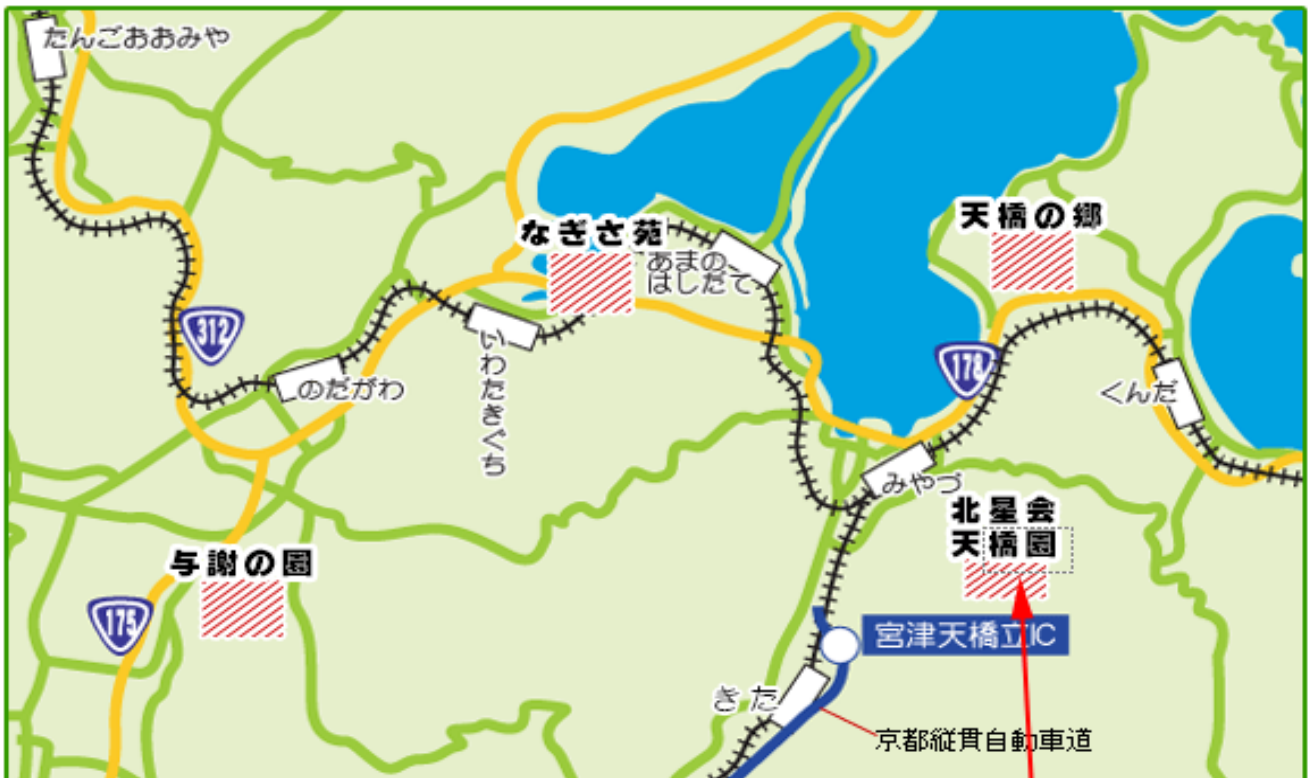 たんごおおみや
なぎさ苑
天橋の郷
あまの
はしだて
312
178
いわたきぐち
のだがわ
くんだ
みやづ
北星会
天橋園
与謝の園
175
宮津天橋立IC
きた
京都縦貫自動車道